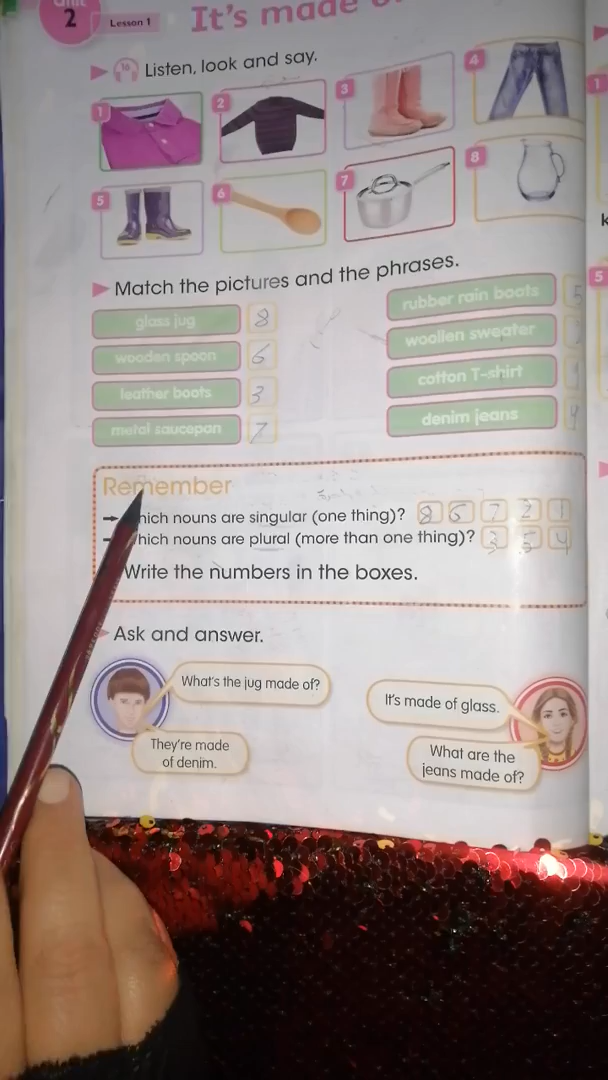 Unit
2
Lesson 1
It's made
16
Listen, look and say.
1
2
3
4
5
6
7
8
Match the pictures and the phrases.
glass jug 8
wooden spoon 6
leather boots 3
metal saucepan 7
rubber rain boots 5
woollen sweater
cotton T-shirt
denim jeans 4
Remember
hich nouns are singular (one thing)? 8 6 7 2 1
hich nouns are plural (more than one thing)? 3 5 4
Write the numbers in the boxes.
Ask and answer.
What's the jug made of?
It's made of glass.
They're made
of denim.
What are the
jeans made of?
1
5